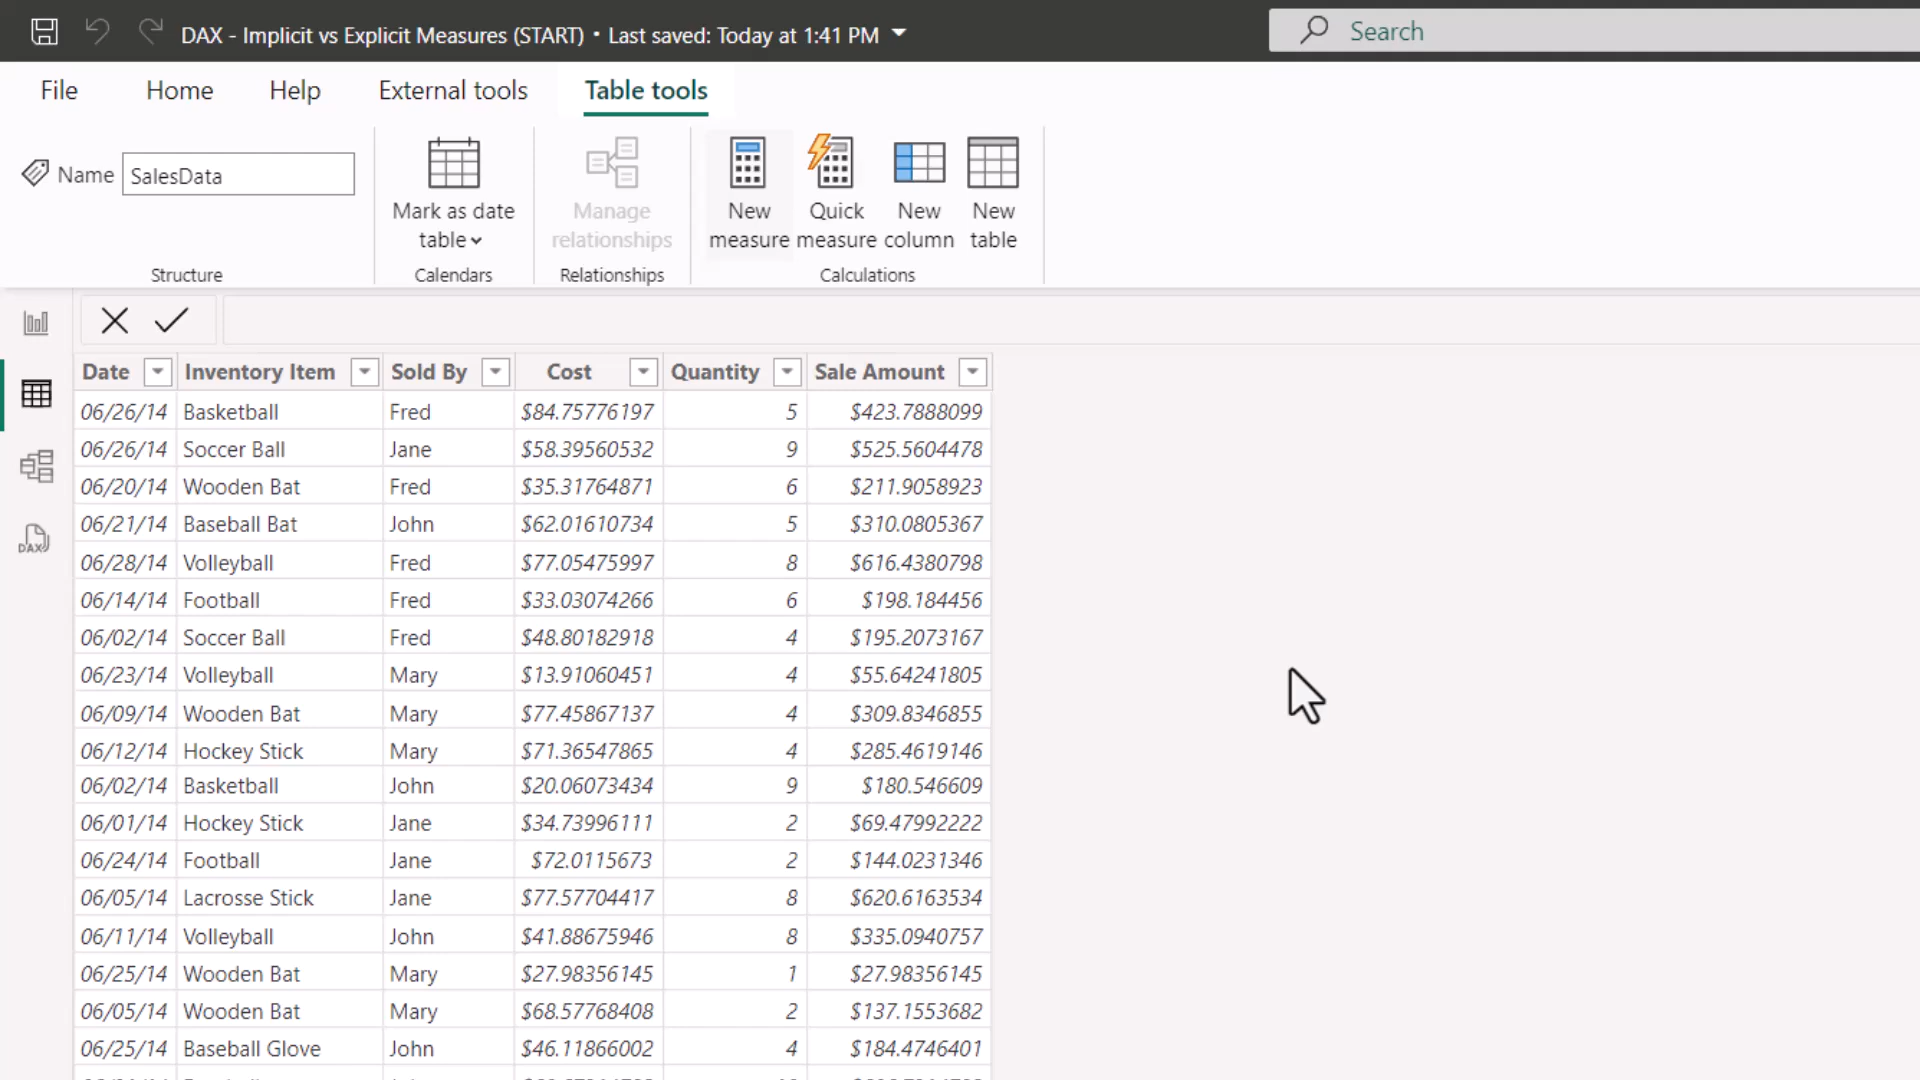 DAX - Implicit vs Explicit Measures (START) • Last saved: Today at 1:41 PM
Search
File Home Help External tools Table tools
Name SalesData
Mark as date table
Manage relationships
New measure
Quick measure
New column
New table
Structure Calendars Relationships Calculations
DAX
Date Inventory Item Sold By Cost Quantity Sale Amount
06/26/14 Basketball Fred $84.75776197 5 $423.7888099
06/26/14 Soccer Ball Jane $58.39560532 9 $525.5604478
06/20/14 Wooden Bat Fred $35.31764871 6 $211.9058923
06/21/14 Baseball Bat John $62.01610734 5 $310.0805367
06/28/14 Volleyball Fred $77.05475997 8 $616.4380798
06/14/14 Football Fred $33.03074266 6 $198.184456
06/02/14 Soccer Ball Fred $48.80182918 4 $195.2073167
06/23/14 Volleyball Mary $13.91060451 4 $55.64241805
06/09/14 Wooden Bat Mary $77.45867137 4 $309.8346855
06/12/14 Hockey Stick Mary $71.36547865 4 $285.4619146
06/02/14 Basketball John $20.06073434 9 $180.546609
06/01/14 Hockey Stick Jane $34.73996111 2 $69.47992222
06/24/14 Football Jane $72.0115673 2 $144.0231346
06/05/14 Lacrosse Stick Jane $77.57704417 8 $620.6163534
06/11/14 Volleyball John $41.88675946 8 $335.0940757
06/25/14 Wooden Bat Mary $27.98356145 1 $27.98356145
06/05/14 Wooden Bat Mary $68.57768408 2 $137.1553682
06/25/14 Baseball Glove John $46.11866002 4 $184.4746401